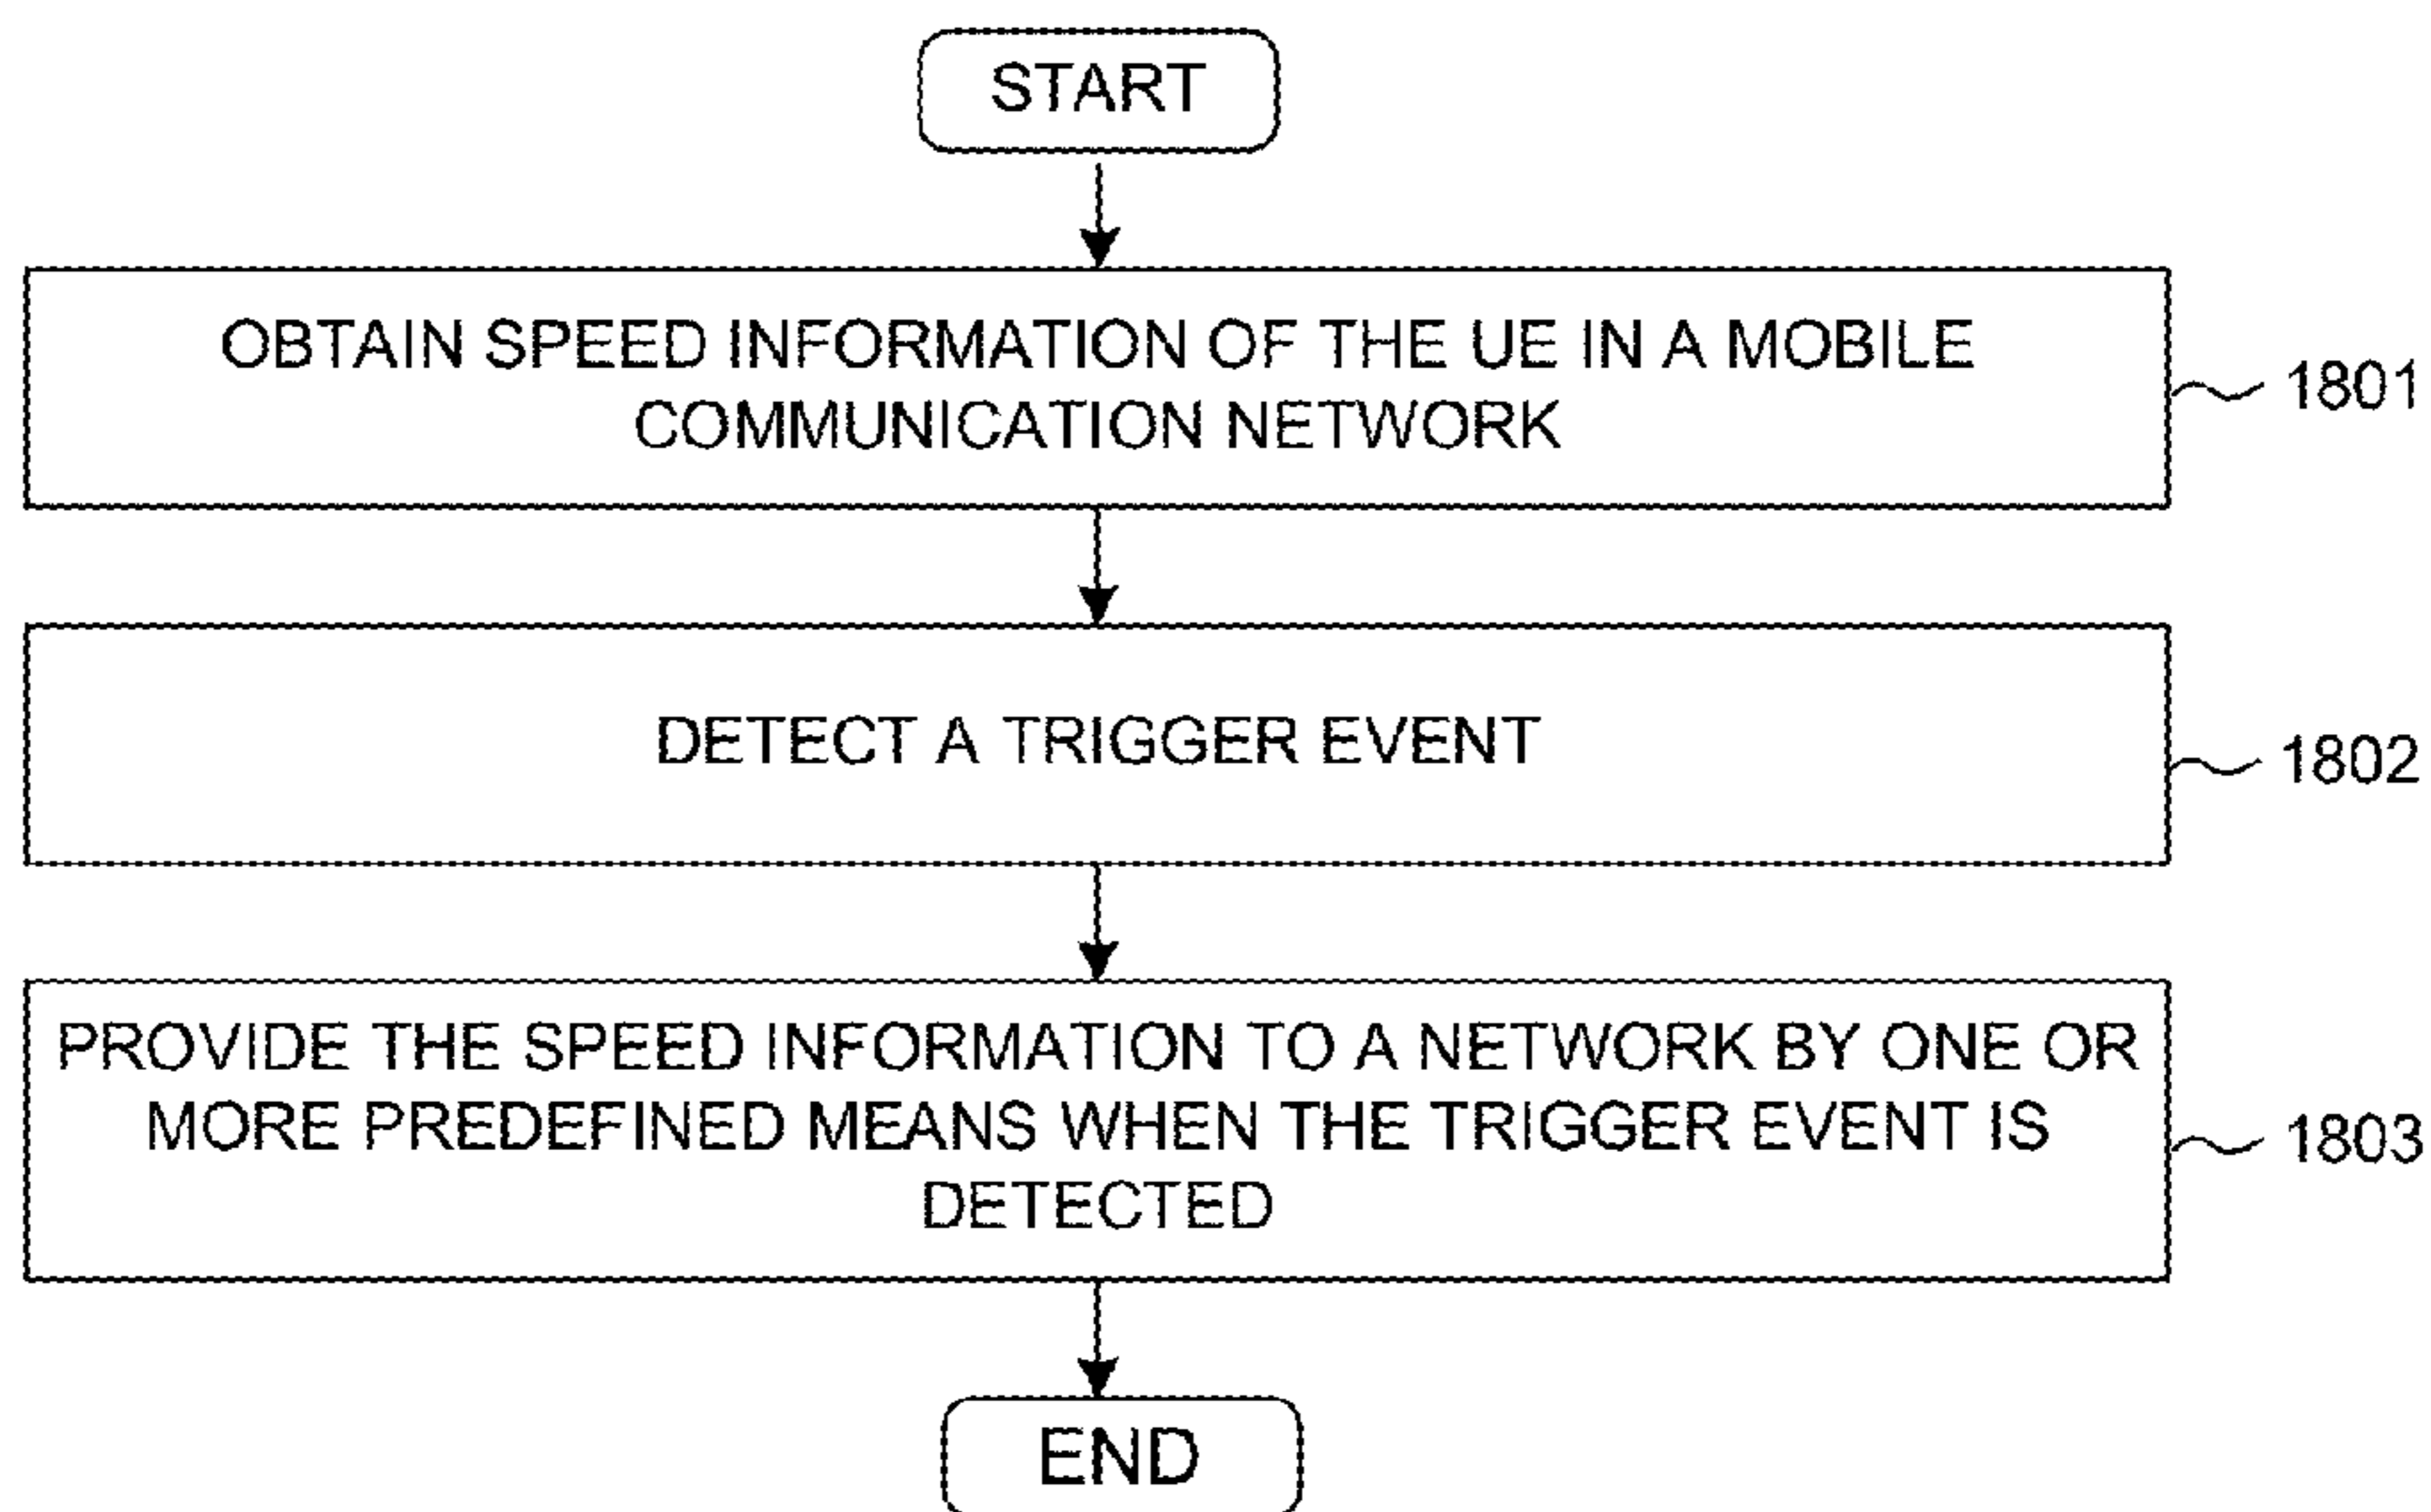 START
OBTAIN SPEED INFORMATION OF THE UE IN A MOBILE
COMMUNICATION NETWORK
1801
DETECT A TRIGGER EVENT
1802
PROVIDE THE SPEED INFORMATION TO A NETWORK BY ONE OR
MORE PREDEFINED MEANS WHEN THE TRIGGER EVENT IS
DETECTED
1803
END